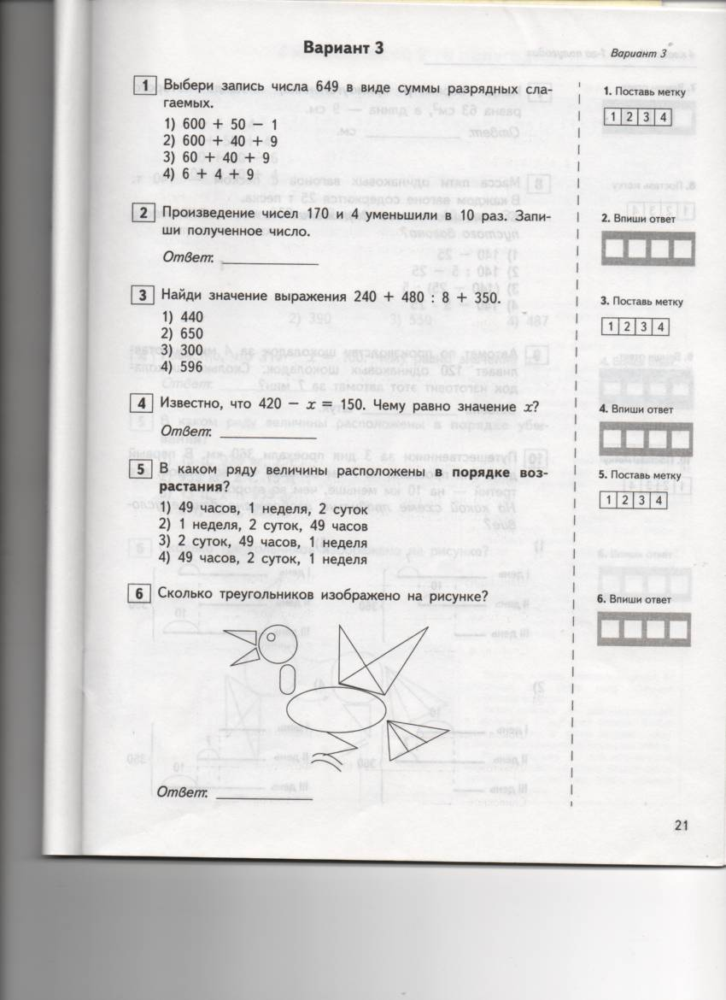 Вариант 3
Вариант 3
1 Выбери запись числа 649 в виде суммы разрядных сла-
гаемых.
1) 600 + 50 − 1
2) 600 + 40 + 9
3) 60 + 40 + 9
4) 6 + 4 + 9
1. Поставь метку
1 2 3 4
2 Произведение чисел 170 и 4 уменьшили в 10 раз. Запи-
ши полученное число.
Ответ:
2. Впиши ответ
3 Найди значение выражения 240 + 480 : 8 + 350.
1) 440
2) 650
3) 300
4) 596
3. Поставь метку
1 2 3 4
4 Известно, что 420 − x = 150. Чему равно значение x?
Ответ:
4. Впиши ответ
5 В каком ряду величины расположены в порядке воз-
растания?
1) 49 часов, 1 неделя, 2 суток
2) 1 неделя, 2 суток, 49 часов
3) 2 суток, 49 часов, 1 неделя
4) 49 часов, 2 суток, 1 неделя
5. Поставь метку
1 2 3 4
6 Сколько треугольников изображено на рисунке?
Ответ:
6. Впиши ответ
21